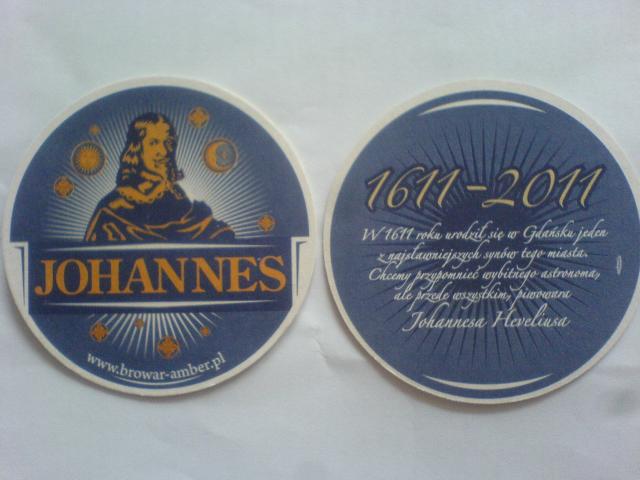 JOHANNES
www.browar-amber.pl
1611-2011
W 1611 roku urodził się w Gdańsku jeden
z najsławniejszych synów tego miasta.
Chcemy przypomnieć wybitnego astronoma,
ale przede wszystkim, piwowara
Johannesa Heveliusa